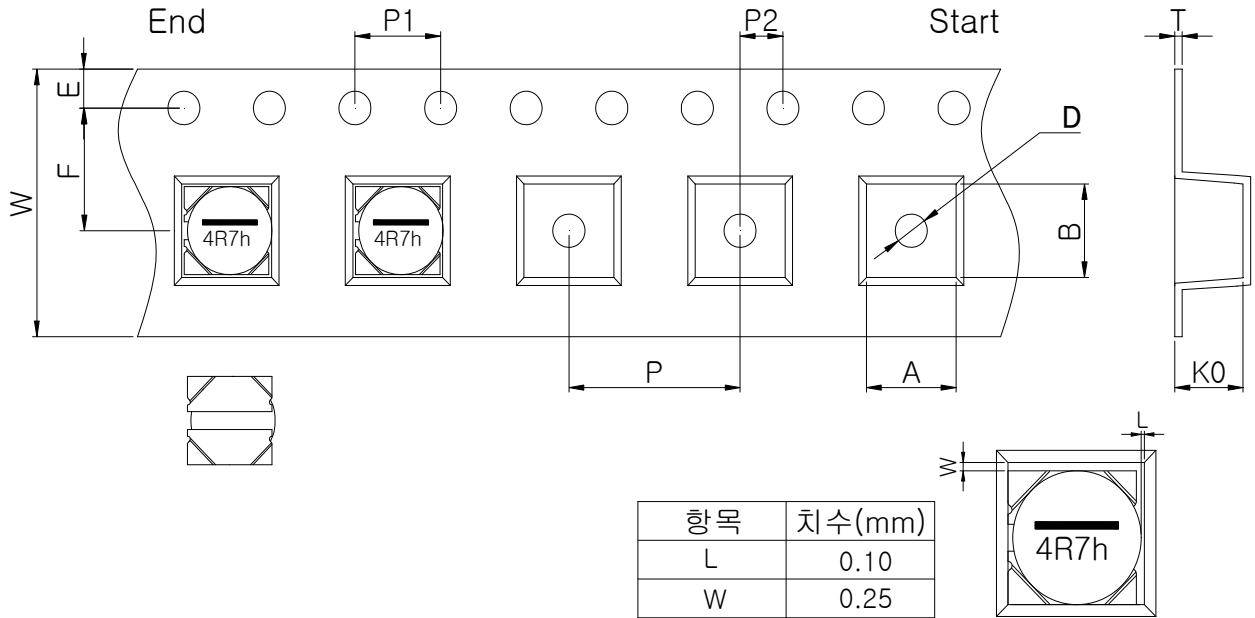 End
P1
P2
Start
T
E
F
W
D
B
4R7h
4R7h
P
A
K0
L
W
4R7h
항목 치수(mm)
L 0.10
W 0.25